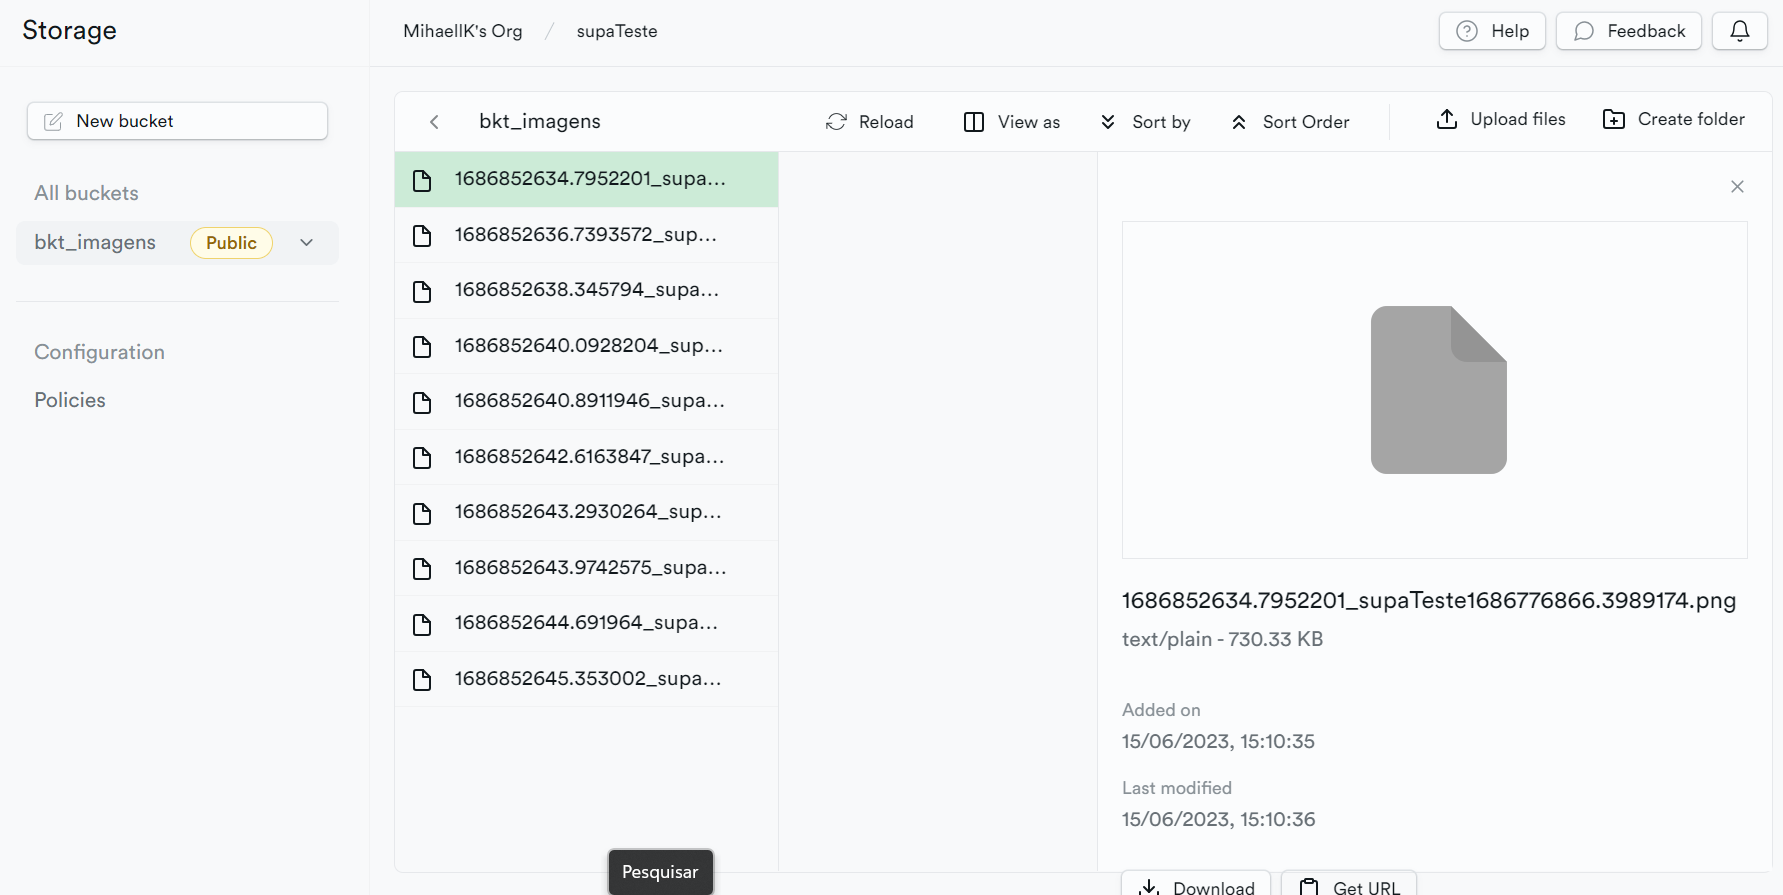 Storage
MihaellK's Org / supaTeste
Help
Feedback
New bucket
All buckets
bkt_imagens Public
Configuration
Policies
bkt_imagens
Reload
View as
Sort by
Sort Order
Upload files
Create folder
1686852634.7952201_supa...
1686852636.7393572_sup...
1686852638.345794_supa...
1686852640.0928204_sup...
1686852640.8911946_supa...
1686852642.6163847_supa...
1686852643.2930264_sup...
1686852643.9742575_supa...
1686852644.691964_supa...
1686852645.353002_supa...
1686852634.7952201_supaTeste1686776866.3989174.png
text/plain - 730.33 KB
Added on
15/06/2023, 15:10:35
Last modified
15/06/2023, 15:10:36
Download
Get URL
Pesquisar